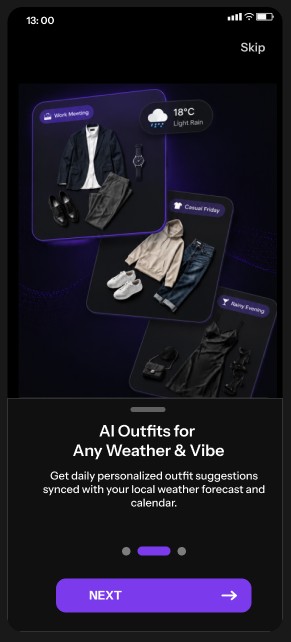 13:00
Skip
Work Meeting
18°C
Light Rain
Casual Friday
Rainy Evening
AI Outfits for
Any Weather & Vibe
Get daily personalized outfit suggestions
synced with your local weather forecast and
calendar.
NEXT